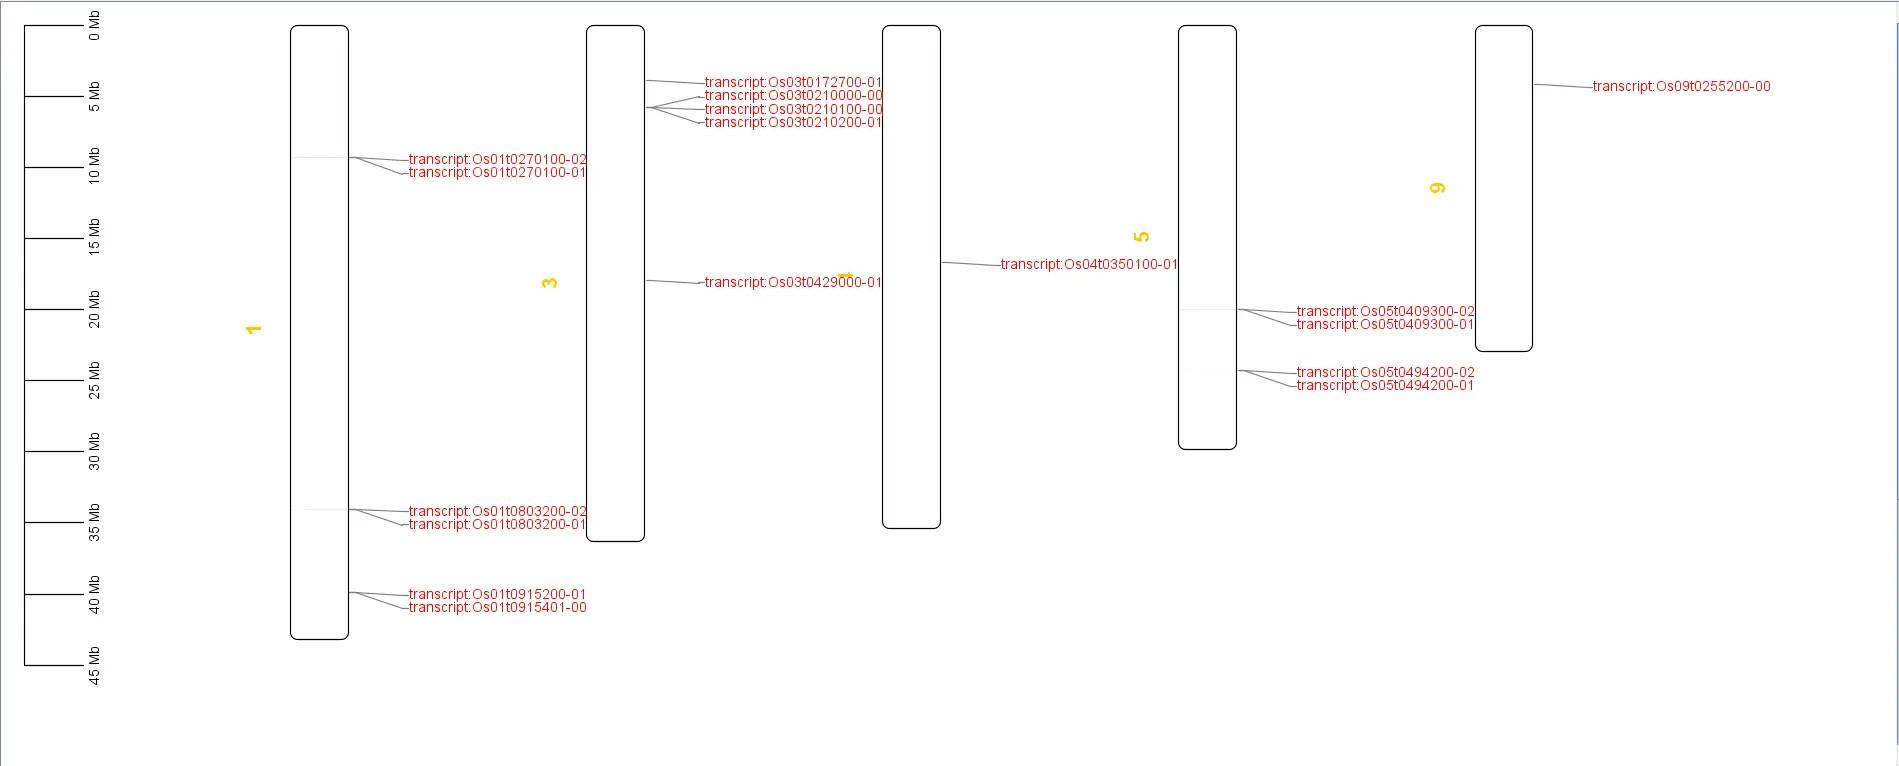 0 Mb
5 Mb
10 Mb
15 Mb
20 Mb
25 Mb
30 Mb
35 Mb
40 Mb
45 Mb
1
transcript:Os01t0270100-02
transcript:Os01t0270100-01
transcript:Os01t0803200-02
transcript:Os01t0803200-01
transcript:Os01t0915200-01
transcript:Os01t0915401-00
3
transcript:Os03t0172700-01
transcript:Os03t0210000-00
transcript:Os03t0210100-00
transcript:Os03t0210200-01
transcript:Os03t0429000-01
4
transcript:Os04t0350100-01
5
transcript:Os05t0409300-02
transcript:Os05t0409300-01
transcript:Os05t0494200-02
transcript:Os05t0494200-01
9
transcript:Os09t0255200-00